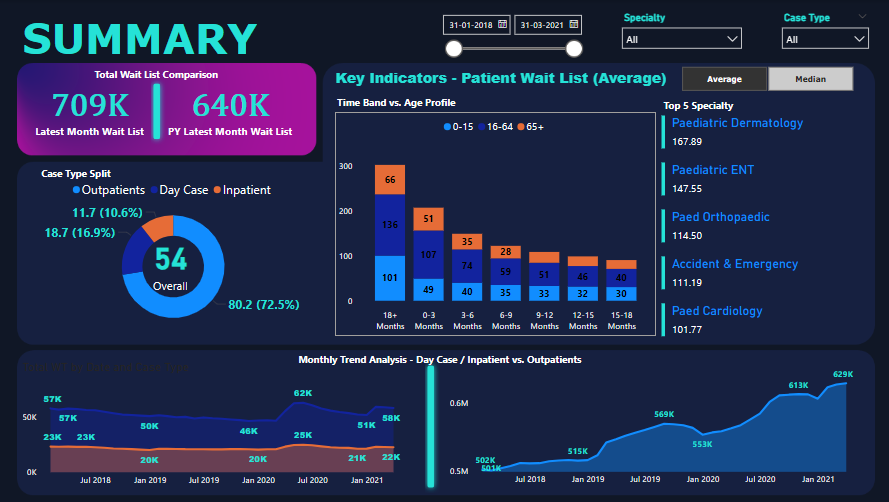 SUMMARY
31-01-2018
31-03-2021
Specialty
All
Case Type
All
Total Wait List Comparison
709K
640K
Latest Month Wait List
PY Latest Month Wait List
Key Indicators - Patient Wait List (Average)
Average
Median
Case Type Split
Outpatients Day Case Inpatient
11.7 (10.6%)
18.7 (16.9%)
54
Overall
80.2 (72.5%)
Time Band vs. Age Profile
0-15 16-64 65+
300
200
100
0
66
136
101
51
107
49
35
74
40
28
59
35
51
33
46
32
40
30
18+ Months
0-3 Months
3-6 Months
6-9 Months
9-12 Months
12-15 Months
15-18 Months
Top 5 Specialty
Paediatric Dermatology
167.89
Paediatric ENT
147.55
Paed Orthopaedic
114.50
Accident & Emergency
111.19
Paed Cardiology
101.77
Monthly Trend Analysis - Day Case / Inpatient vs. Outpatients
50K
0K
57K
57K
50K
46K
62K
51K
58K
23K
23K
20K
20K
25K
21K
22K
Jul 2018
Jan 2019
Jul 2019
Jan 2020
Jul 2020
Jan 2021
0.6M
0.5M
502K
501K
515K
569K
553K
613K
629K
Jul 2018
Jan 2019
Jul 2019
Jan 2020
Jul 2020
Jan 2021